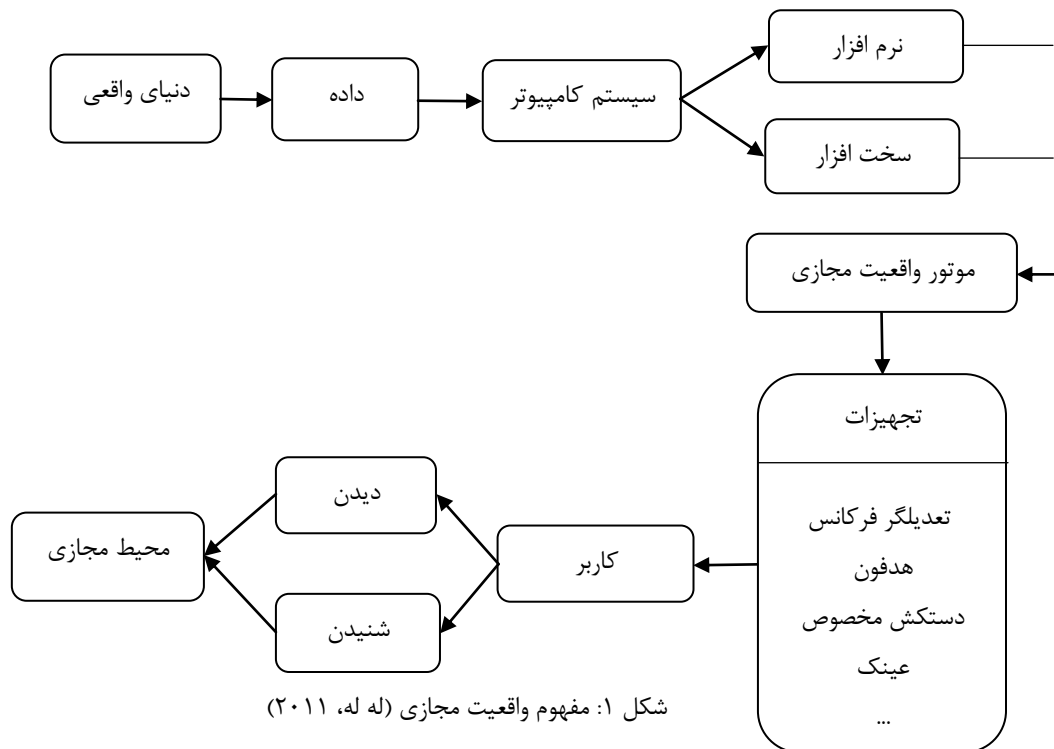 نرم افزار
دنیای واقعی
داده
سیستم کامپیوتر
سخت افزار
موتور واقعیت مجازی
تجهیزات
تعدیلگر فرکانس
هدفون
دستکش مخصوص
عینک
...
کاربر
دیدن
شنیدن
محیط مجازی
شکل ۱: مفهوم واقعیت مجازی (له له، ۲۰۱۱)